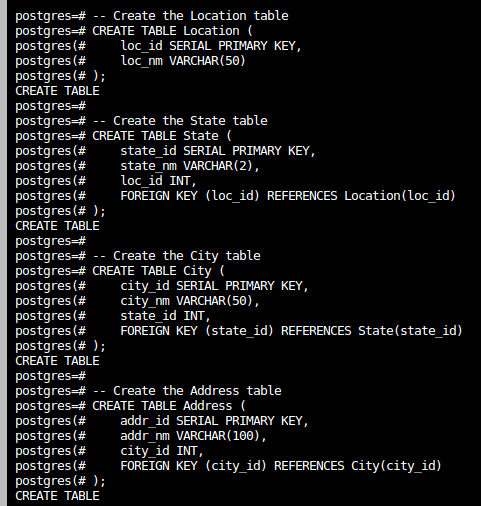 postgres=# -- Create the Location table
postgres=# CREATE TABLE Location (
postgres(#     loc_id SERIAL PRIMARY KEY,
postgres(#     loc_nm VARCHAR(50)
postgres(# );
CREATE TABLE
postgres=#
postgres=# -- Create the State table
postgres=# CREATE TABLE State (
postgres(#     state_id SERIAL PRIMARY KEY,
postgres(#     state_nm VARCHAR(2),
postgres(#     loc_id INT,
postgres(#     FOREIGN KEY (loc_id) REFERENCES Location(loc_id)
postgres(# );
CREATE TABLE
postgres=#
postgres=# -- Create the City table
postgres=# CREATE TABLE City (
postgres(#     city_id SERIAL PRIMARY KEY,
postgres(#     city_nm VARCHAR(50),
postgres(#     state_id INT,
postgres(#     FOREIGN KEY (state_id) REFERENCES State(state_id)
postgres(# );
CREATE TABLE
postgres=#
postgres=# -- Create the Address table
postgres=# CREATE TABLE Address (
postgres(#     addr_id SERIAL PRIMARY KEY,
postgres(#     addr_nm VARCHAR(100),
postgres(#     city_id INT,
postgres(#     FOREIGN KEY (city_id) REFERENCES City(city_id)
postgres(# );
CREATE TABLE